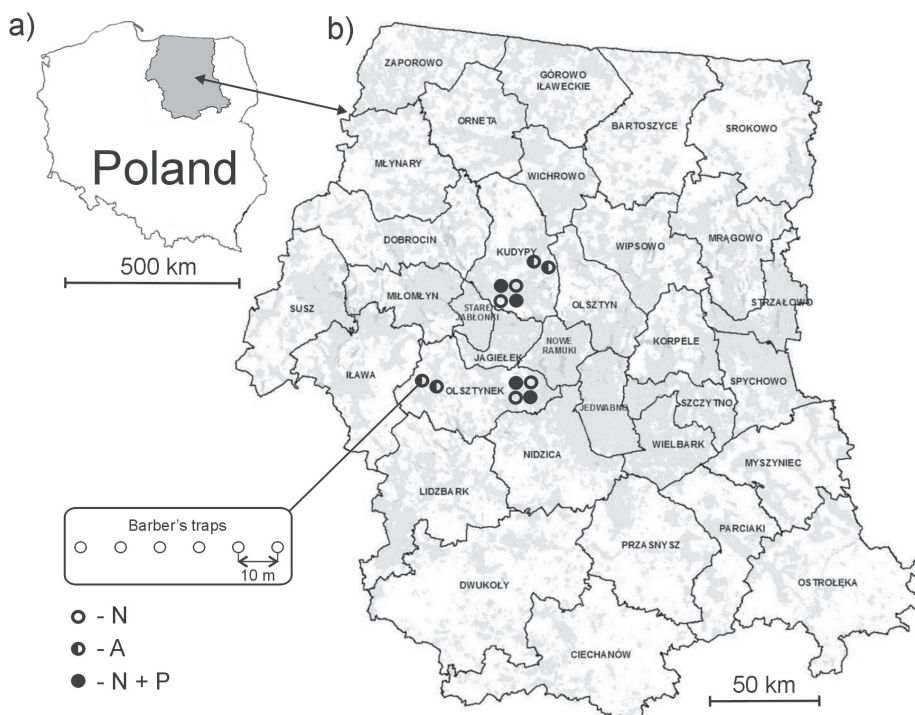 a)
Poland
500 km
b)
ZAPOROWO
GÓROWO
IŁAWECKIE
ORNETA
BARTOSZYCE
SROKOWO
MŁYNARY
WICHROWO
DOBROCIN
KUDYPY
WIPSOWO
MRĄGOWO
SUSZ
MIŁOMŁYN
STARE
JABŁONKI
OLSZTYN
STRZAŁOWO
IŁAWA
JAGIEŁEK
NOWE
RAMUKI
KORPELE
SPYCHOWO
OLSZTYNEK
JEDWABNO
SZCZYTNO
WIELBARK
NIDZICA
MYSZYNIEC
LIDZBARK
PARCIAKI
PRZASNYSZ
OSTROŁĘKA
DWUKOŁY
CIECHANÓW
Barber's traps
10 m
- N
- A
- N + P
50 km